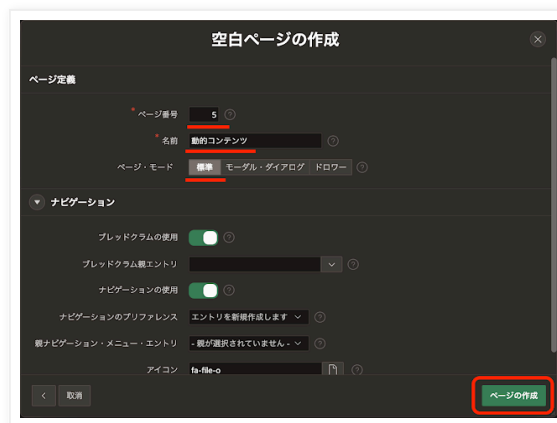 空白ページの作成
ページ定義
* ページ番号 5
* 名前 動的コンテンツ
ページ・モード 標準 モーダル・ダイアログ ドロワー
ナビゲーション
ブレッドクラムの使用
ブレッドクラム親エントリ
ナビゲーションの使用
ナビゲーションのプリファレンス エントリを新規作成します
親ナビゲーション・メニュー・エントリ - 親が選択されていません -
アイコン fa-file-o
取消 ページの作成